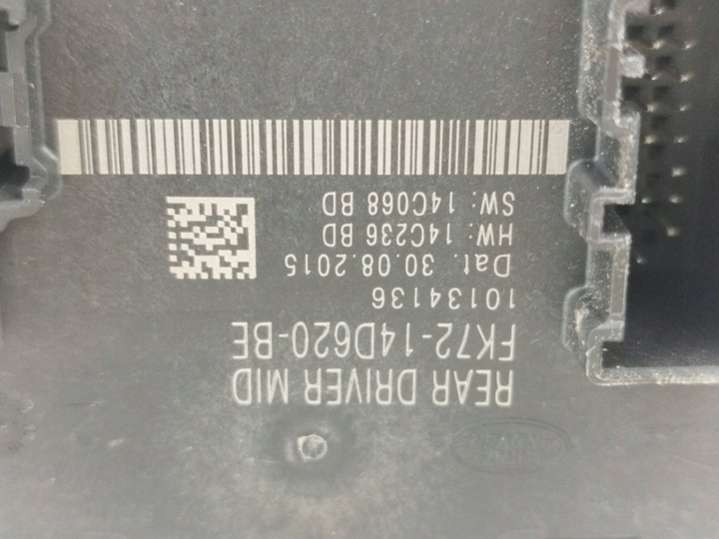 REAR DRIVER MID
FK72-14D620-BE
10134136
Dat. 30.08.2015
HW: 14C236 BD
SW: 14C068 BD